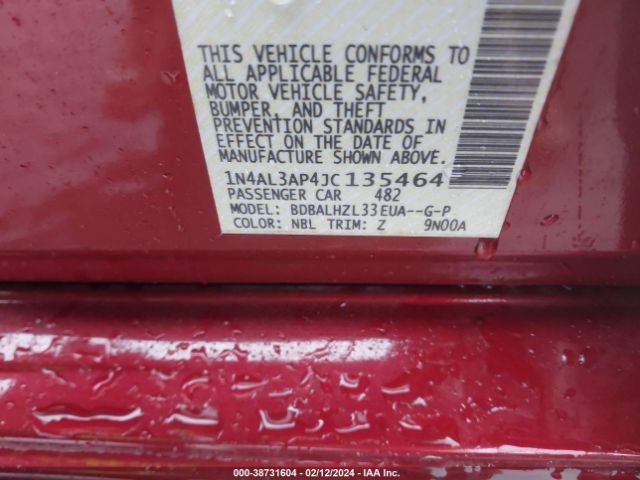 THIS VEHICLE CONFORMS TO
ALL APPLICABLE FEDERAL
MOTOR VEHICLE SAFETY,
BUMPER, AND THEFT
PREVENTION STANDARDS IN
EFFECT ON THE DATE OF
MANUFACTURE SHOWN ABOVE.
1N4AL3AP4JC135464
PASSENGER CAR 482
MODEL: BDBALHZL33EUA--G-P
COLOR: NBL TRIM: Z 9N00A
000-38731604 - 02/12/2024 - IAA Inc.